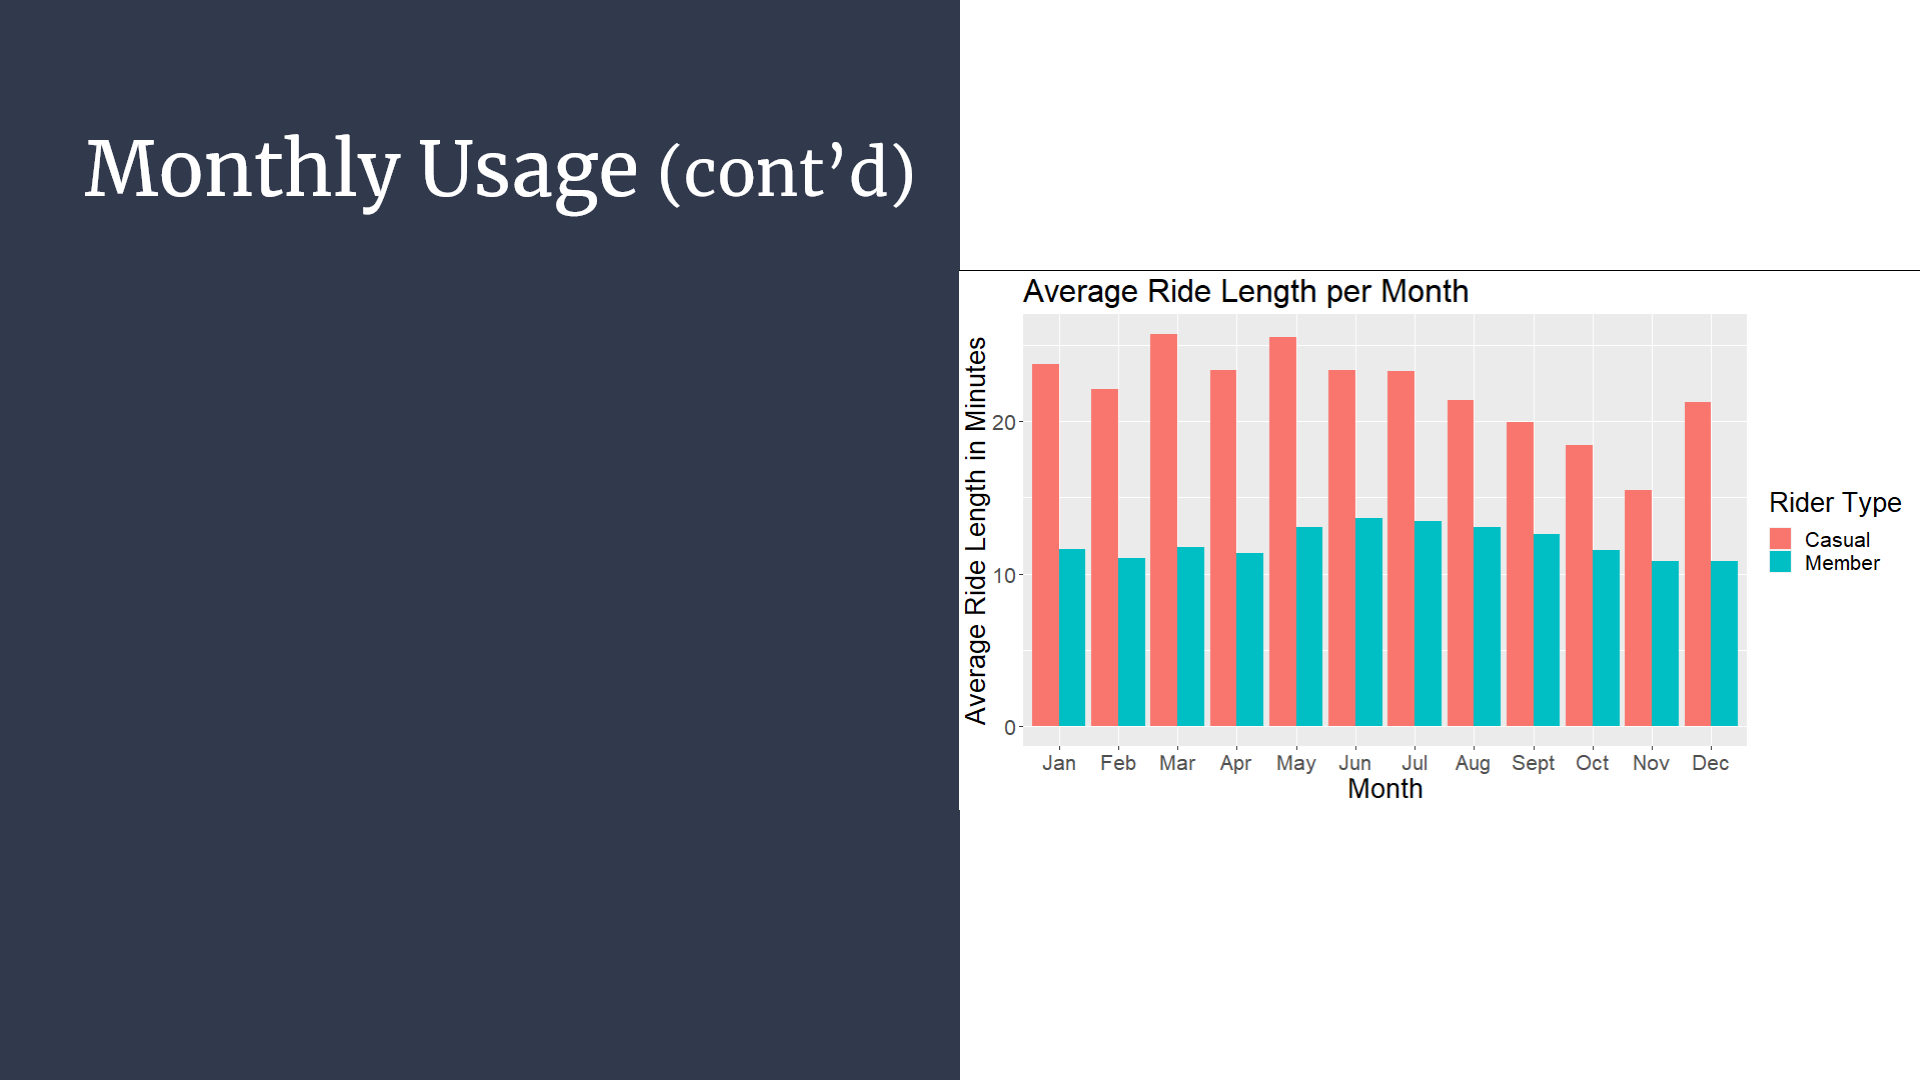 Monthly Usage (cont’d)
Average Ride Length per Month
Average Ride Length in Minutes
20
10
0
Jan Feb Mar Apr May Jun Jul Aug Sept Oct Nov Dec
Month
Rider Type
Casual
Member